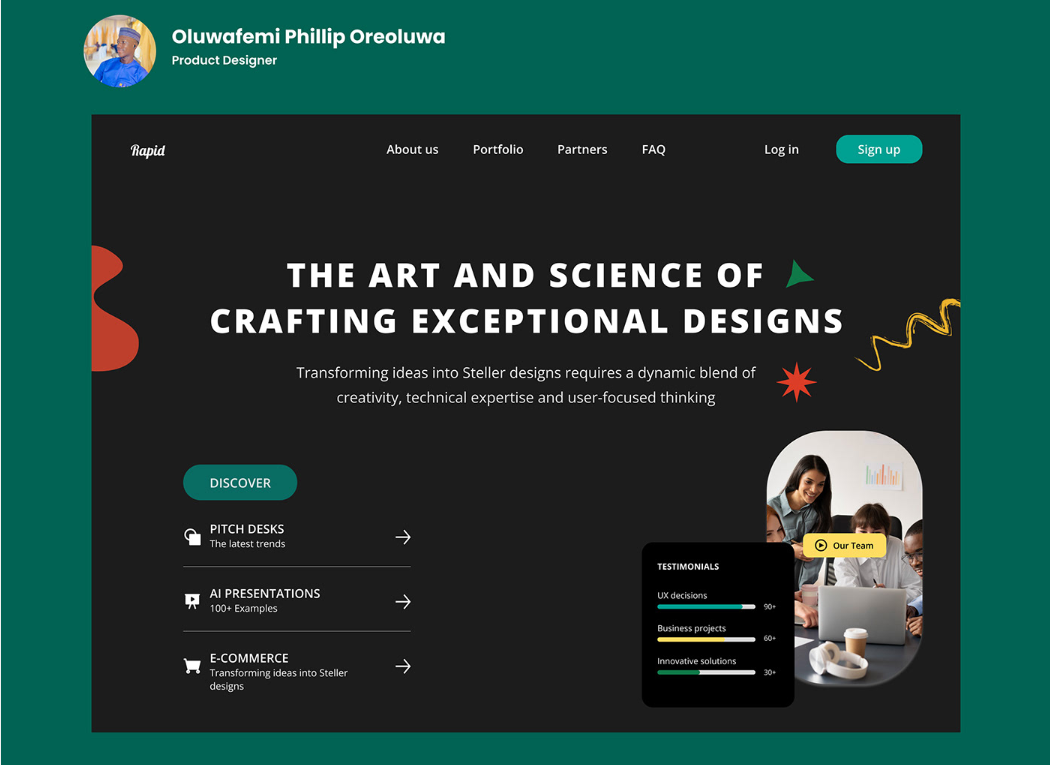 Oluwafemi Phillip Oreoluwa
Product Designer
Rapid
About us
Portfolio
Partners
FAQ
Log in
Sign up
THE ART AND SCIENCE OF
CRAFTING EXCEPTIONAL DESIGNS
Transforming ideas into Steller designs requires a dynamic blend of
creativity, technical expertise and user-focused thinking
DISCOVER
PITCH DESKS
The latest trends
AI PRESENTATIONS
100+ Examples
E-COMMERCE
Transforming ideas into Steller
designs
Our Team
TESTIMONIALS
UX decisions
90+
Business projects
60+
Innovative solutions
30+